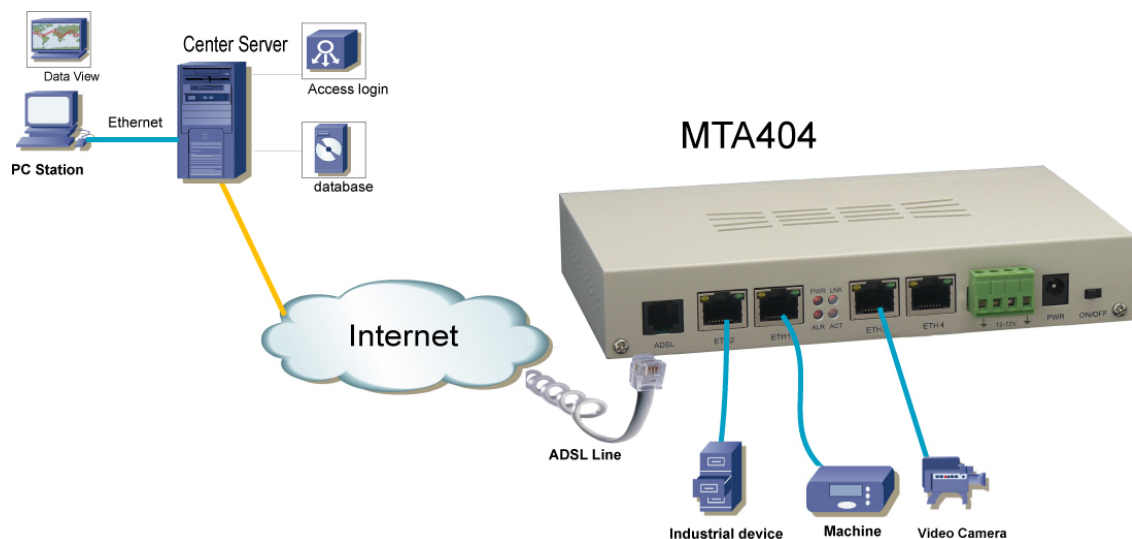 Center Server
Data View
Access login
Ethernet
PC Station
database
MTA404
Internet
PWR LNK
ALR ACT
ADSL
ETH1
ETH 4
12-72V
PWR
ON/OFF
ADSL Line
Industrial device
Machine
Video Camera